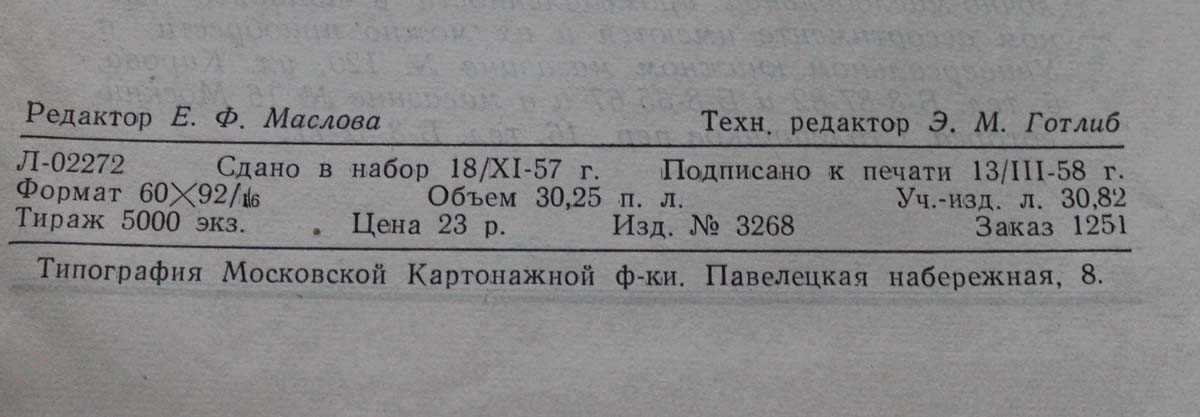 Редактор Е. Ф. Маслова Техн. редактор Э. М. Готлиб
Л-02272 Сдано в набор 18/XI-57 г. Подписано к печати 13/III-58 г.
Формат 60×92/16 Объем 30,25 п. л. Уч.-изд. л. 30,82
Тираж 5000 экз. Цена 23 р. Изд. № 3268 Заказ 1251
Типография Московской Картонажной ф-ки. Павелецкая набережная, 8.